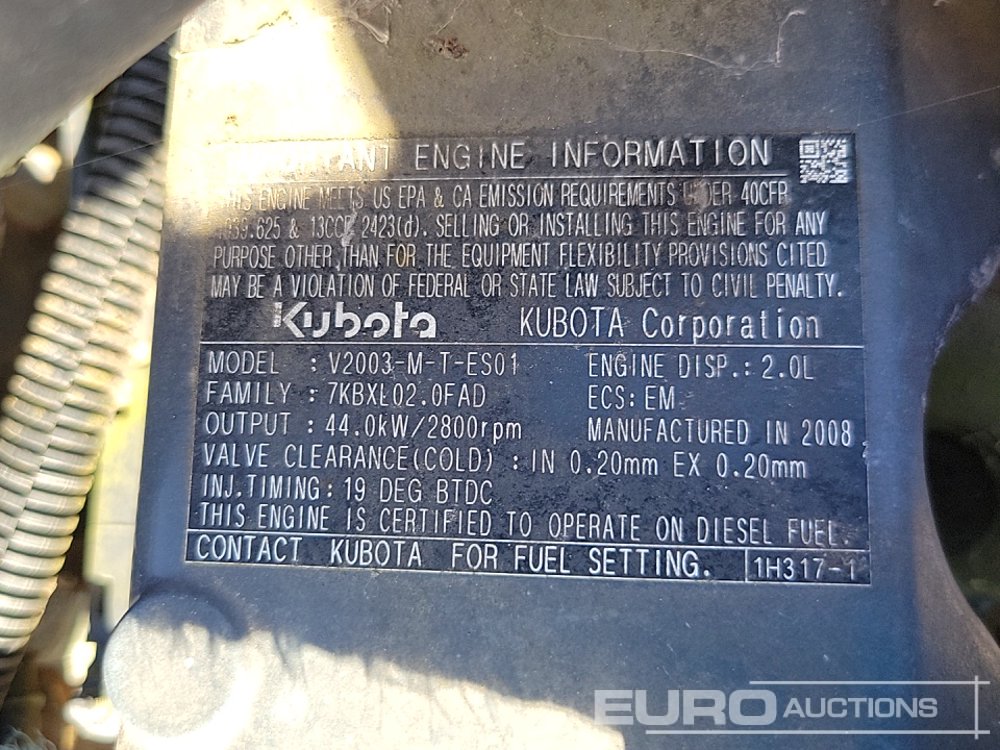 ENGINE INFORMATION
THIS ENGINE MEETS US EPA & CA EMISSION REQUIREMENTS UNDER 40CFR
1039.625 & 13CCR 2423(d). SELLING OR INSTALLING THIS ENGINE FOR ANY
PURPOSE OTHER THAN FOR THE EQUIPMENT FLEXIBILITY PROVISIONS CITED
MAY BE A VIOLATION OF FEDERAL OR STATE LAW SUBJECT TO CIVIL PENALTY.
Kubota KUBOTA Corporation
MODEL : V2003-M-T-ES01 ENGINE DISP.: 2.0L
FAMILY : 7KBXL02.0FAD ECS: EM
OUTPUT : 44.0kW/2800rpm MANUFACTURED IN 2008
VALVE CLEARANCE(COLD) : IN 0.20mm EX 0.20mm
INJ.TIMING: 19 DEG BTDC
THIS ENGINE IS CERTIFIED TO OPERATE ON DIESEL FUEL.
CONTACT KUBOTA FOR FUEL SETTING. 1H317-1
EURO AUCTIONS